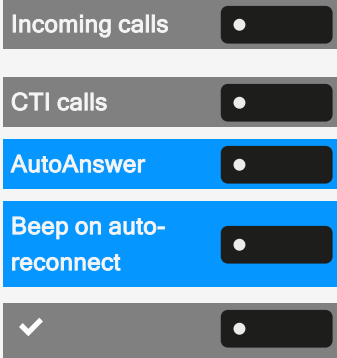 Incoming calls
CTI calls
AutoAnswer
Beep on auto-
reconnect